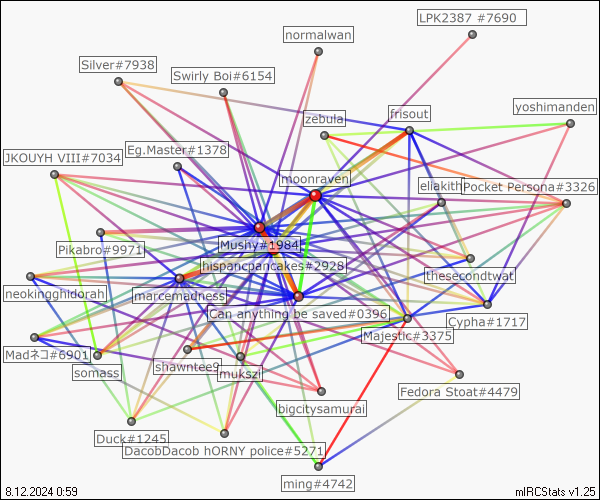 LPK2387 #7690
normalwan
Silver#7938
Swirly Boi#6154
yoshimanden
frisout
zebula
Eg.Master#1378
JKOUYH VIII#7034
moonraven
eliakith
Pocket Persona#3326
Mushy#1984
Pikabro#9971
hispancpancakes#2928
thesecondtwat
neokingghidorah
marcemadness
Can anything be saved#0396
Cypha#1717
Majestic#3375
Madネコ#6901
shawntee9
somass
mukszi
Fedora Stoat#4479
bigcitysamurai
Duck#1245
DacobDacob hORNY police#5271
ming#4742
8.12.2024 0:59
mIRCStats v1.25